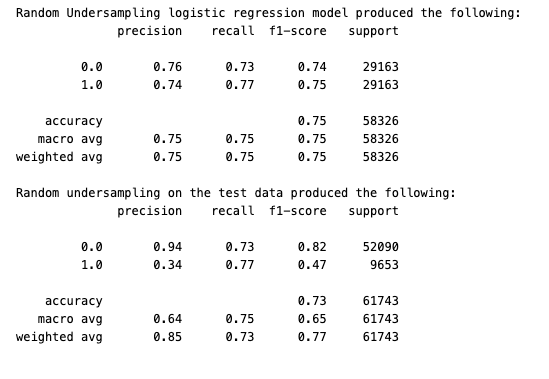 Random Undersampling logistic regression model produced the following:
precision recall f1-score support
0.0 0.76 0.73 0.74 29163
1.0 0.74 0.77 0.75 29163
accuracy 0.75 58326
macro avg 0.75 0.75 0.75 58326
weighted avg 0.75 0.75 0.75 58326
Random undersampling on the test data produced the following:
precision recall f1-score support
0.0 0.94 0.73 0.82 52090
1.0 0.34 0.77 0.47 9653
accuracy 0.73 61743
macro avg 0.64 0.75 0.65 61743
weighted avg 0.85 0.73 0.77 61743